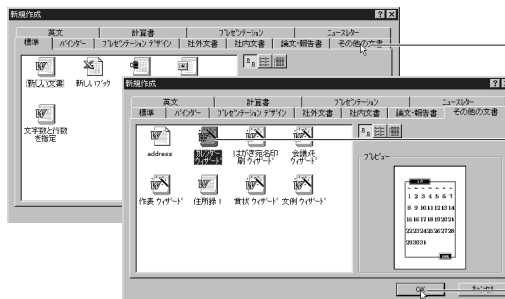 新規作成
英文 計算書 プレゼンテーション ニュースレター
標準 バインダー プレゼンテーション デザイン 社外文書 社内文書 論文・報告書 その他の文書
新しい文書 新しいブック
文字数と行数
を指定
新規作成
英文 計算書 プレゼンテーション ニュースレター
標準 バインダー プレゼンテーション デザイン 社外文書 社内文書 論文・報告書 その他の文書
address カレンダー はがき宛名印 会議メモ
ウィザード 刷 ウィザード ウィザード
作表 ウィザード 住所録 1 賞状 ウィザード 文例 ウィザード
プレビュー
1 2 3 4 5 6 7
8 9 10 11 12 13 14
15 16 17 18 19 20 21
22 23 24 25 26 27 28
29 30 31
OK キャンセル